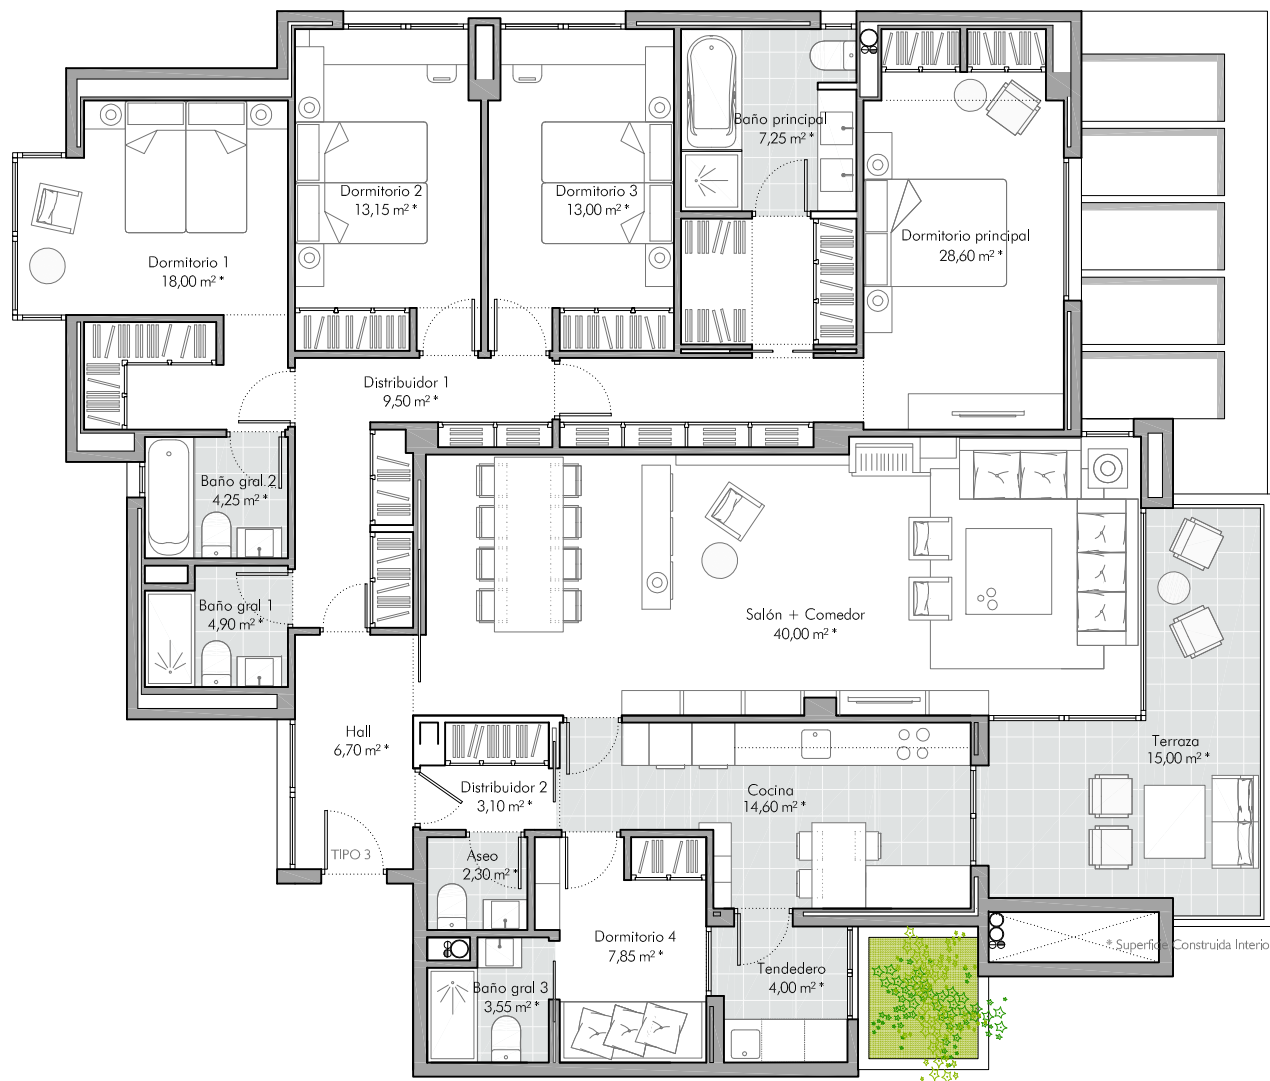 Baño principal
7,25 m² *
Dormitorio 2
13,15 m² *
Dormitorio 3
13,00 m² *
Dormitorio principal
28,60 m² *
Dormitorio 1
18,00 m² *
Distribuidor 1
9,50 m² *
Baño gral 2
4,25 m² *
Baño gral 1
4,90 m² *
Salón + Comedor
40,00 m² *
Hall
6,70 m² *
Terraza
15,00 m² *
Distribuidor 2
3,10 m² *
Cocina
14,60 m² *
TIPO 3
Aseo
2,30 m² *
Dormitorio 4
7,85 m² *
* Superficie Construida Interio
Tendedero
4,00 m² *
Baño gral 3
3,55 m² *